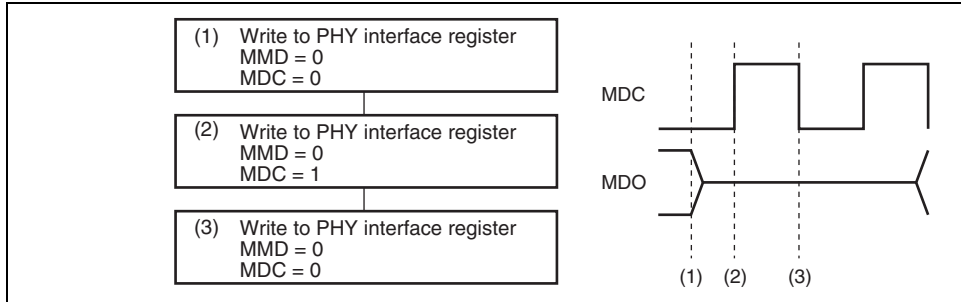 (1) Write to PHY interface register
MMD = 0
MDC = 0
(2) Write to PHY interface register
MMD = 0
MDC = 1
(3) Write to PHY interface register
MMD = 0
MDC = 0
MDC
MDO
(1) (2) (3)